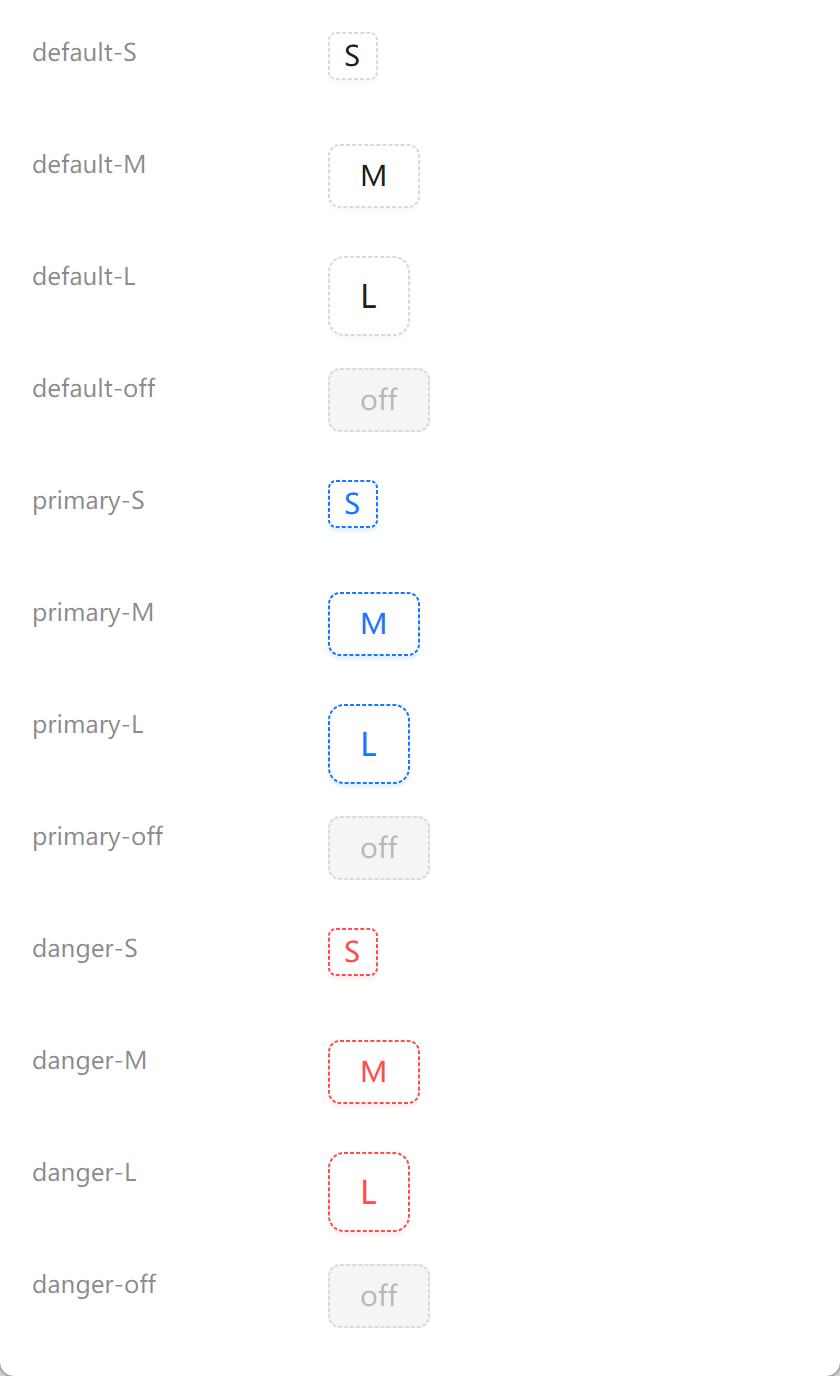 default-S S
default-M M
default-L L
default-off off
primary-S S
primary-M M
primary-L L
primary-off off
danger-S S
danger-M M
danger-L L
danger-off off